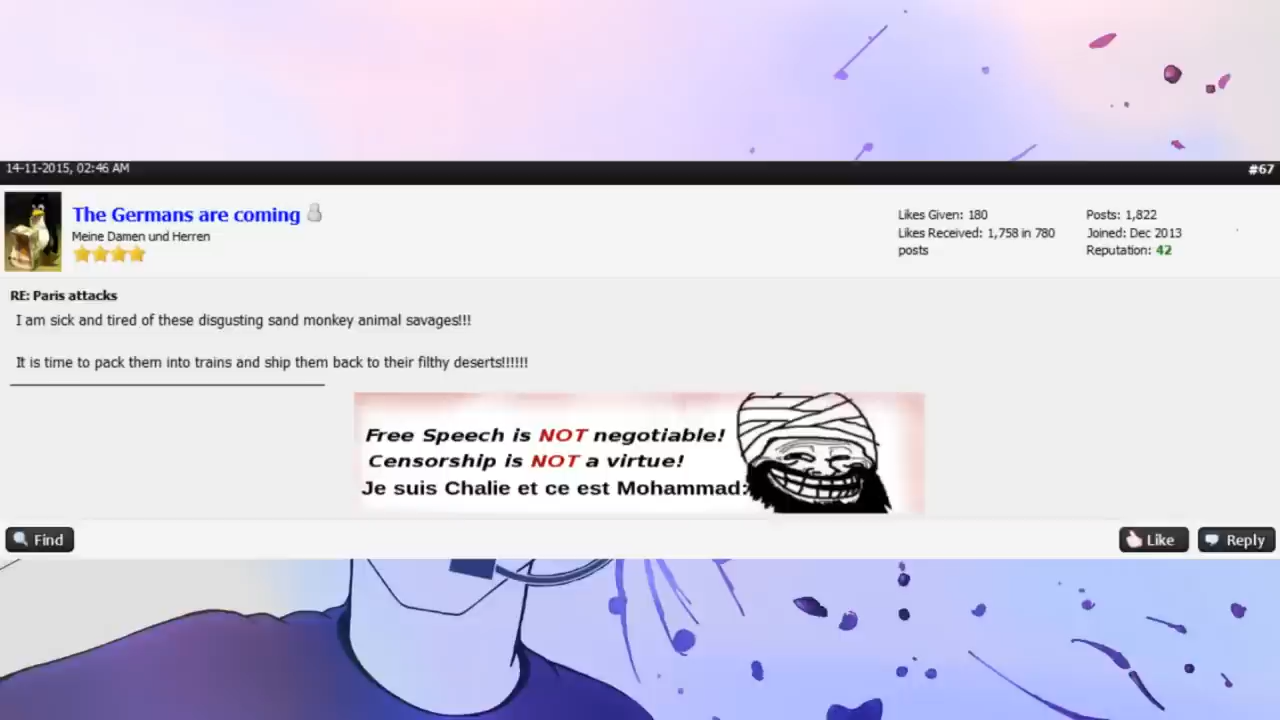 14-11-2015, 02:46 AM
#67
The Germans are coming
Meine Damen und Herren
Likes Given: 180
Likes Received: 1,758 in 780
posts
Posts: 1,822
Joined: Dec 2013
Reputation: 42
RE: Paris attacks
I am sick and tired of these disgusting sand monkey animal savages!!!
It is time to pack them into trains and ship them back to their filthy deserts!!!!!!
Free Speech is NOT negotiable!
Censorship is NOT a virtue!
Je suis Chalie et ce est Mohammad:
Find
Like
Reply